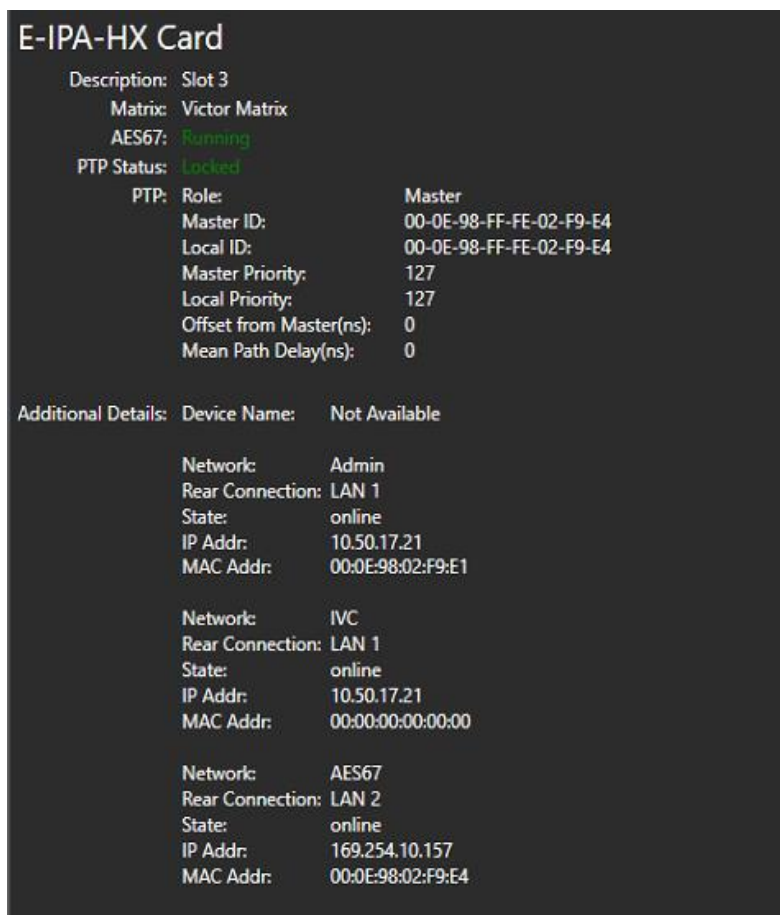 E-IPA-HX Card
Description: Slot 3
Matrix: Victor Matrix
AES67: Running
PTP Status: Locked
PTP: Role: Master
Master ID: 00-0E-98-FF-FE-02-F9-E4
Local ID: 00-0E-98-FF-FE-02-F9-E4
Master Priority: 127
Local Priority: 127
Offset from Master(ns): 0
Mean Path Delay(ns): 0
Additional Details: Device Name: Not Available
Network: Admin
Rear Connection: LAN 1
State: online
IP Addr: 10.50.17.21
MAC Addr: 00:0E:98:02:F9:E1
Network: IVC
Rear Connection: LAN 1
State: online
IP Addr: 10.50.17.21
MAC Addr: 00:00:00:00:00:00
Network: AES67
Rear Connection: LAN 2
State: online
IP Addr: 169.254.10.157
MAC Addr: 00:0E:98:02:F9:E4